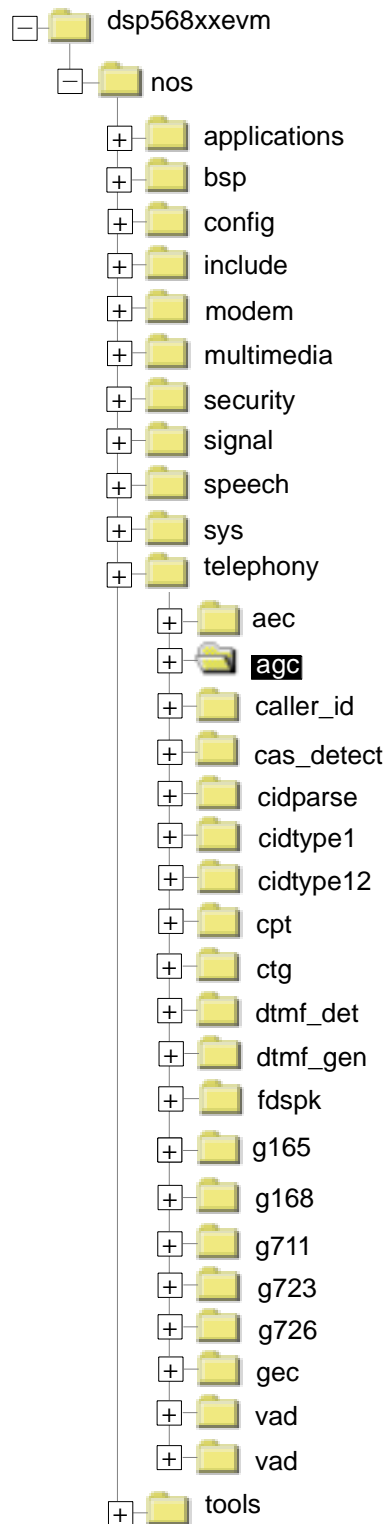 dsp568xxevm
nos
applications
bsp
config
include
modem
multimedia
security
signal
speech
sys
telephony
aec
agc
caller_id
cas_detect
cidparse
cidtype1
cidtype12
cpt
ctg
dtmf_det
dtmf_gen
fdspk
g165
g168
g711
g723
g726
gec
vad
vad
tools